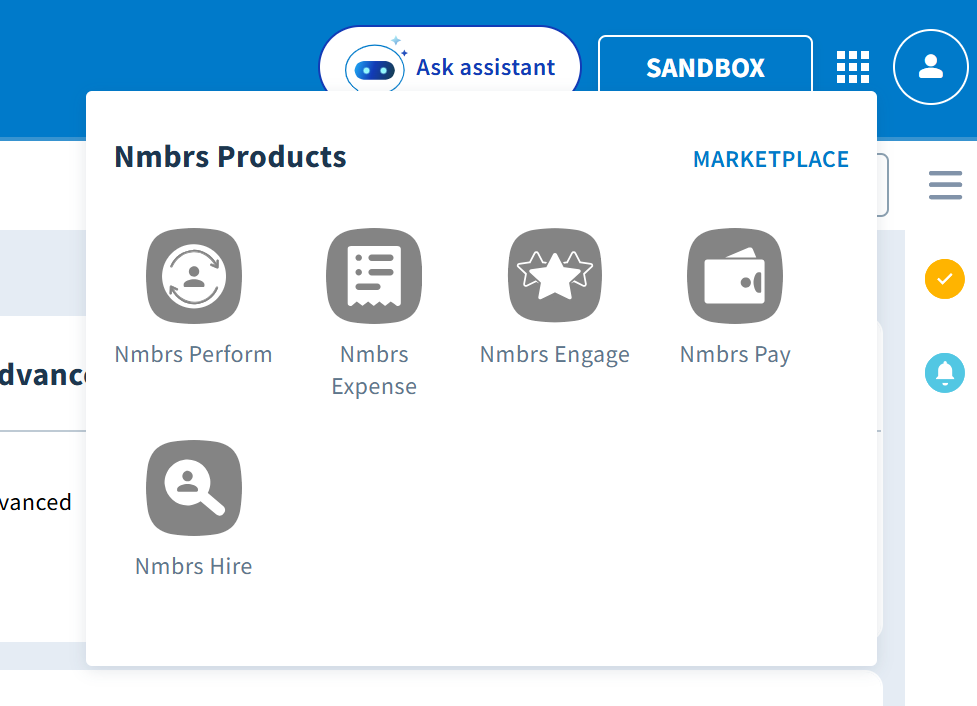 Ask assistant
SANDBOX
Nmbrs Products
MARKETPLACE
Nmbrs Perform
Nmbrs
Expense
Nmbrs Engage
Nmbrs Pay
dvanc
vanced
Nmbrs Hire